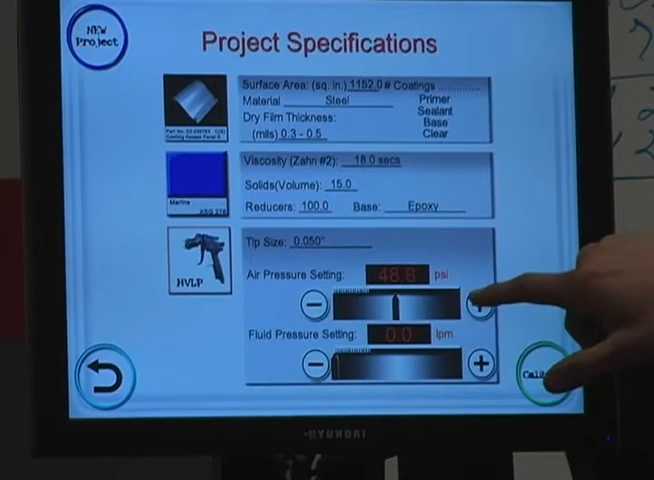 NEW
Project
Project Specifications
Surface Area: (sq. in.) 1152.0 # Coatings ..............
Material Steel Primer
Sealant
Dry Film Thickness: Base
(mils) 0.3 - 0.5 Clear
Viscosity (Zahn #2): 18.0 secs
Solids(Volume): 15.0
Marine
Reducers: 100.0 Base: Epoxy
Tip Size: 0.050"
Air Pressure Setting: 48.6 psi
HVLP
Fluid Pressure Setting: 0.0 lpm
HYUNDAI